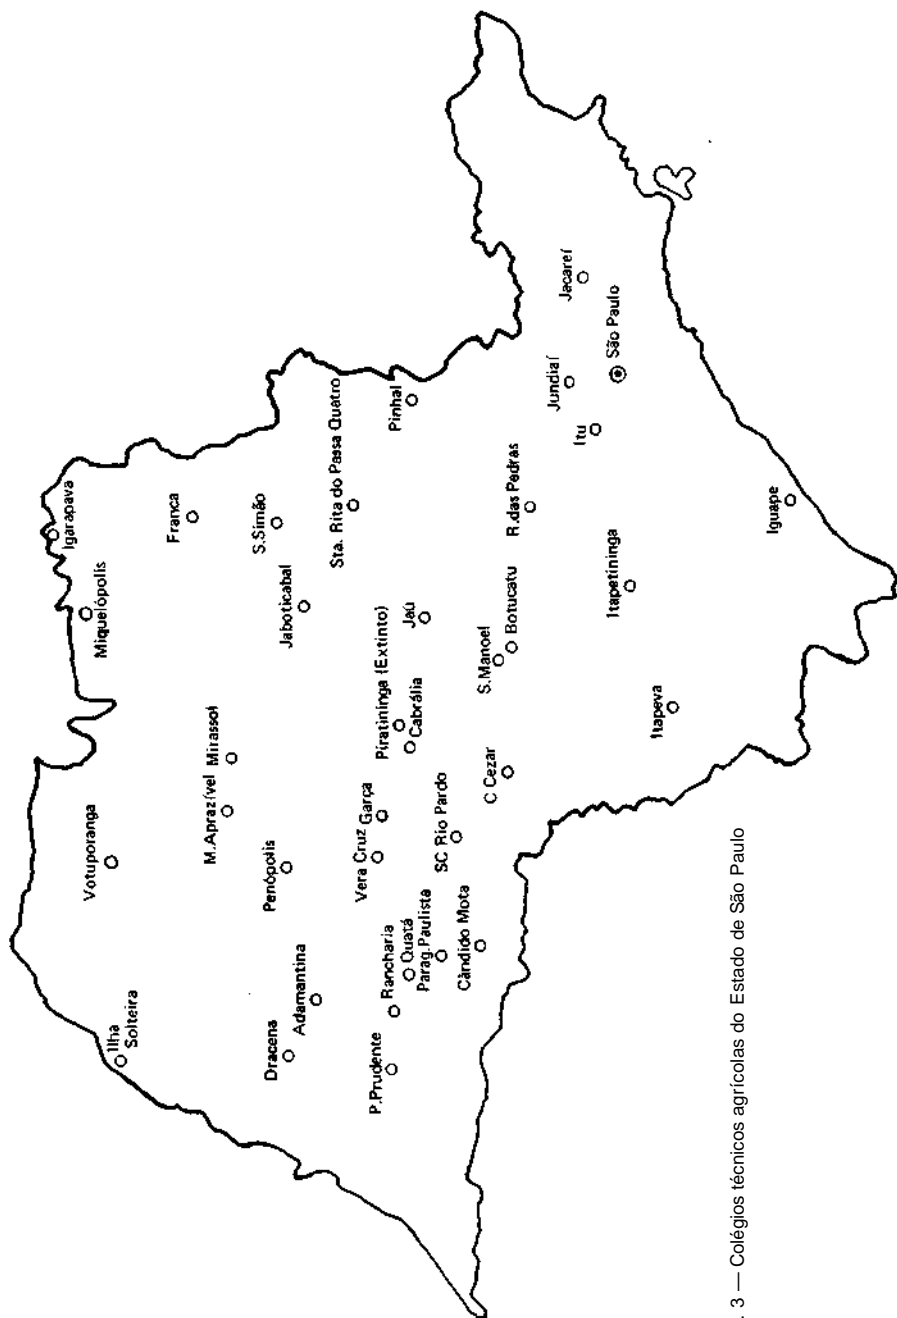 Igarapava
Miquelópolis
Votuporanga
Ilha
Solteira
Franca
S.Simão
Jaboticabal
M.Aprazível
Mirassol
Penópolis
Dracena
Adamantina
Sta. Rita do Passa Quatro
Pinhal
Jaú
Piratininga (Extinto)
Cabrália
Vera Cruz
Garça
SC Rio Pardo
Rancharia
Quatá
Parag.Paulista
Cândido Mota
P.Prudente
R.das Pedras
Botucatu
S.Manoel
C Cezar
Jacareí
São Paulo
Jundiaí
Itu
Itapetininga
Itapeva
Iguape
. 3 — Colégios técnicos agrícolas do Estado de São Paulo